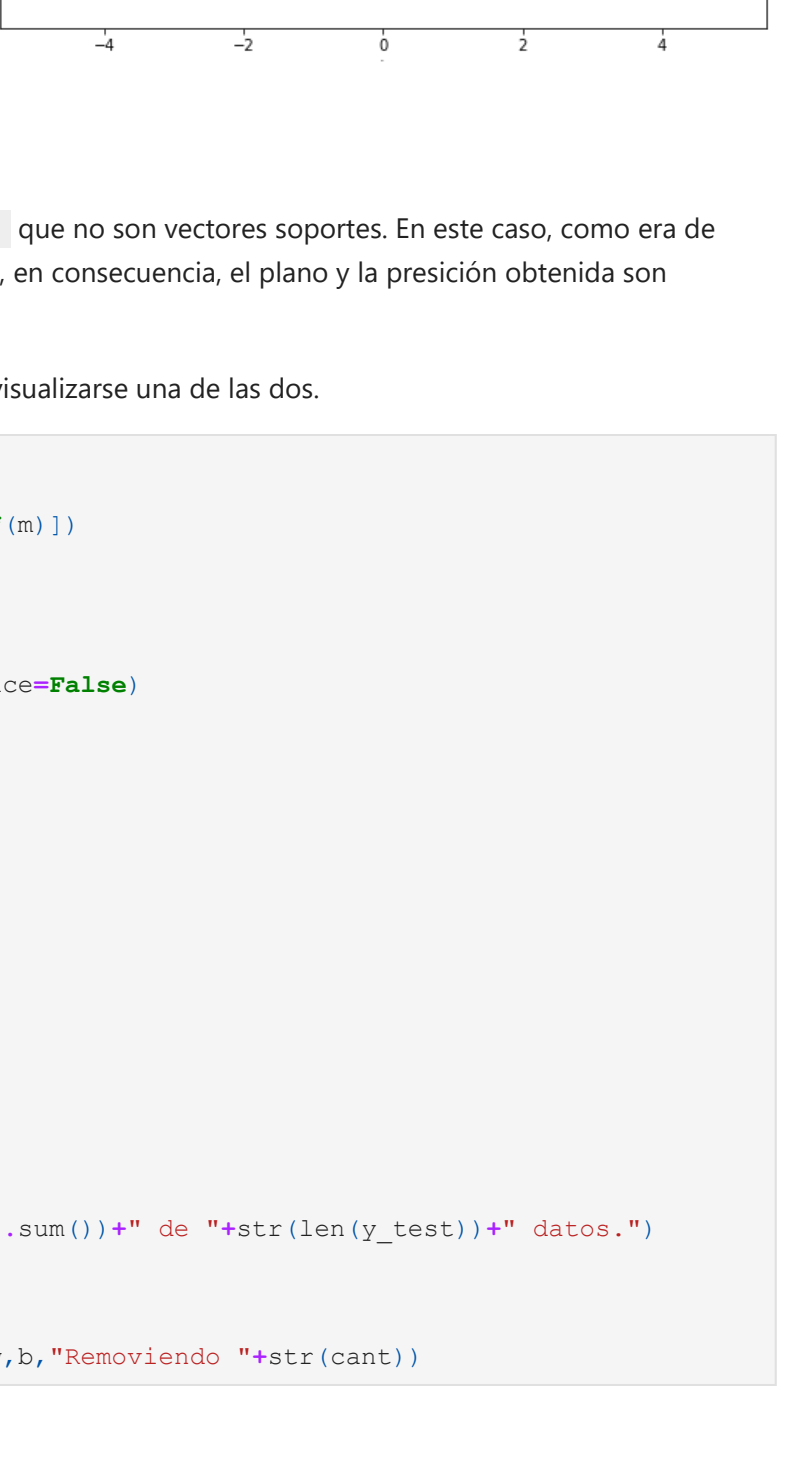 −4 −2 0 2 4
que no son vectores soportes. En este caso, como era de
, en consecuencia, el plano y la presición obtenida son
visualizarse una de las dos.
(m)])
ce=False)
.sum())+" de "+str(len(y_test))+" datos.")
,b,"Removiendo "+str(cant))